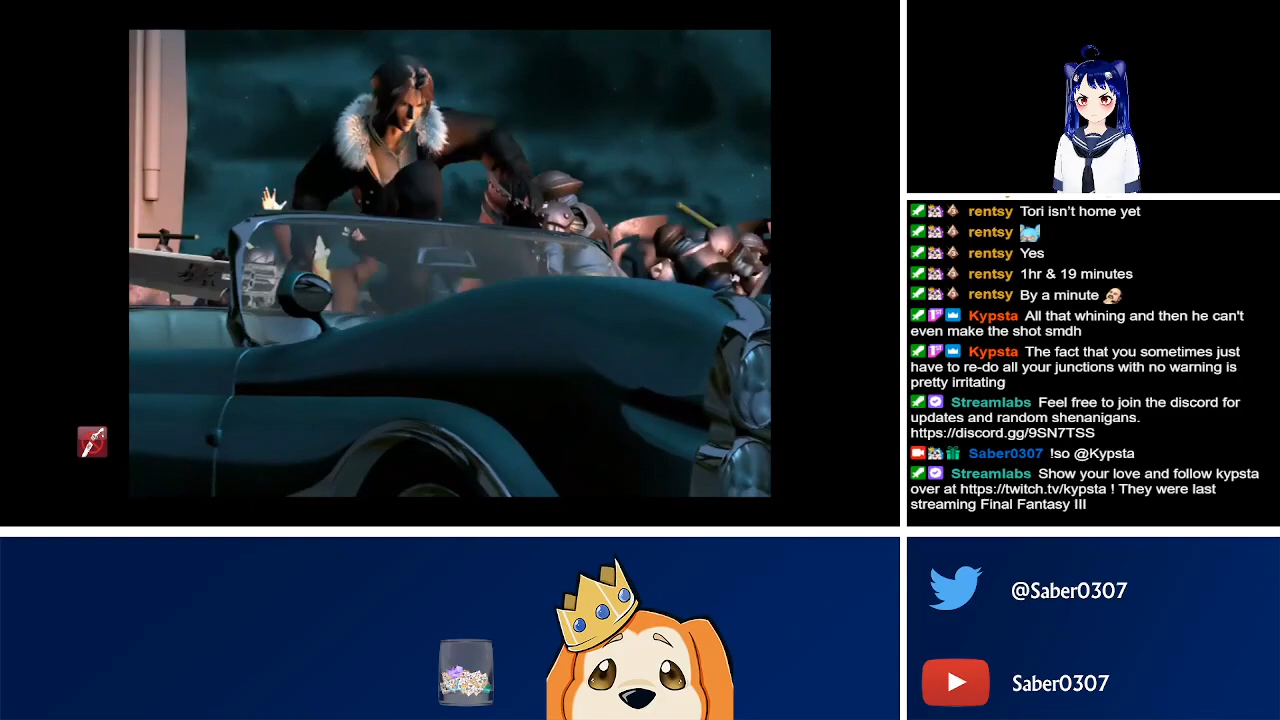 rentsy Tori isn't home yet
rentsy
rentsy Yes
rentsy 1hr & 19 minutes
rentsy By a minute
Kypsta All that whining and then he can't
even make the shot smdh
Kypsta The fact that you sometimes just
have to re-do all your junctions with no warning is
pretty irritating
Streamlabs Feel free to join the discord for
updates and random shenanigans.
https://discord.gg/9SN7TSS
Saber0307 !so @Kypsta
Streamlabs Show your love and follow kypsta
over at https://twitch.tv/kypsta ! They were last
streaming Final Fantasy III
@Saber0307
Saber0307